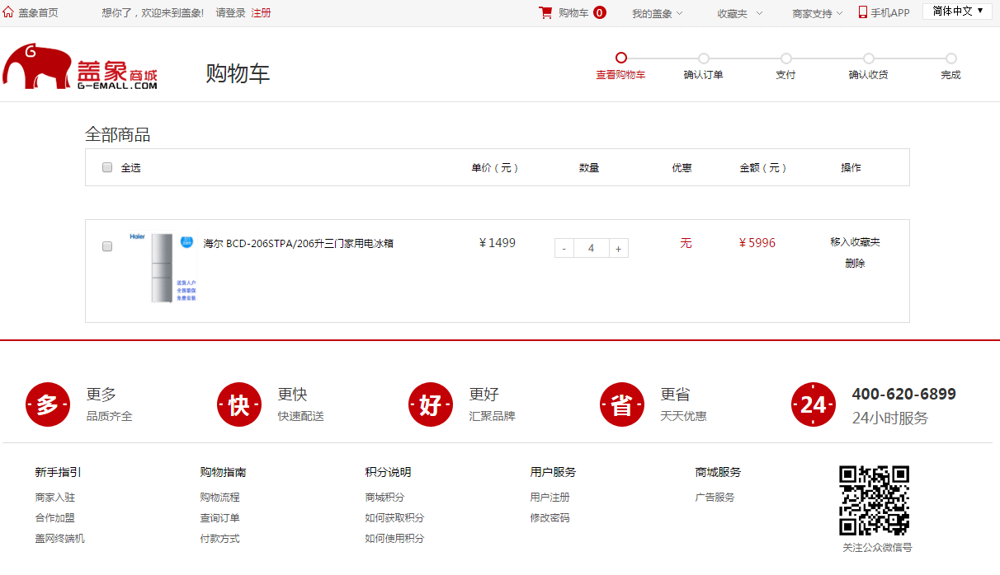 盖象首页 想你了，欢迎来到盖象! 请登录 注册 购物车 0 我的盖象 收藏夹 商家支持 手机APP 简体中文 ▼
G
盖象商城
G-EMALL.COM
购物车
查看购物车 确认订单 支付 确认收货 完成
全部商品
全选 单价（元） 数量 优惠 金额（元） 操作
Haier
海尔 BCD-206STPA/206升三门家用电冰箱 ¥1499 - 4 + 无 ¥5996 移入收藏夹
删除
送货入户
全国联保
免费安装
多 更多 快 更快 好 更好 省 更省 24 400-620-6899
品质齐全 快速配送 汇聚品牌 天天优惠 24小时服务
新手指引 购物指南 积分说明 用户服务 商城服务
商家入驻 购物流程 商城积分 用户注册 广告服务
合作加盟 查询订单 如何获取积分 修改密码
盖网终端机 付款方式 如何使用积分
关注公众微信号